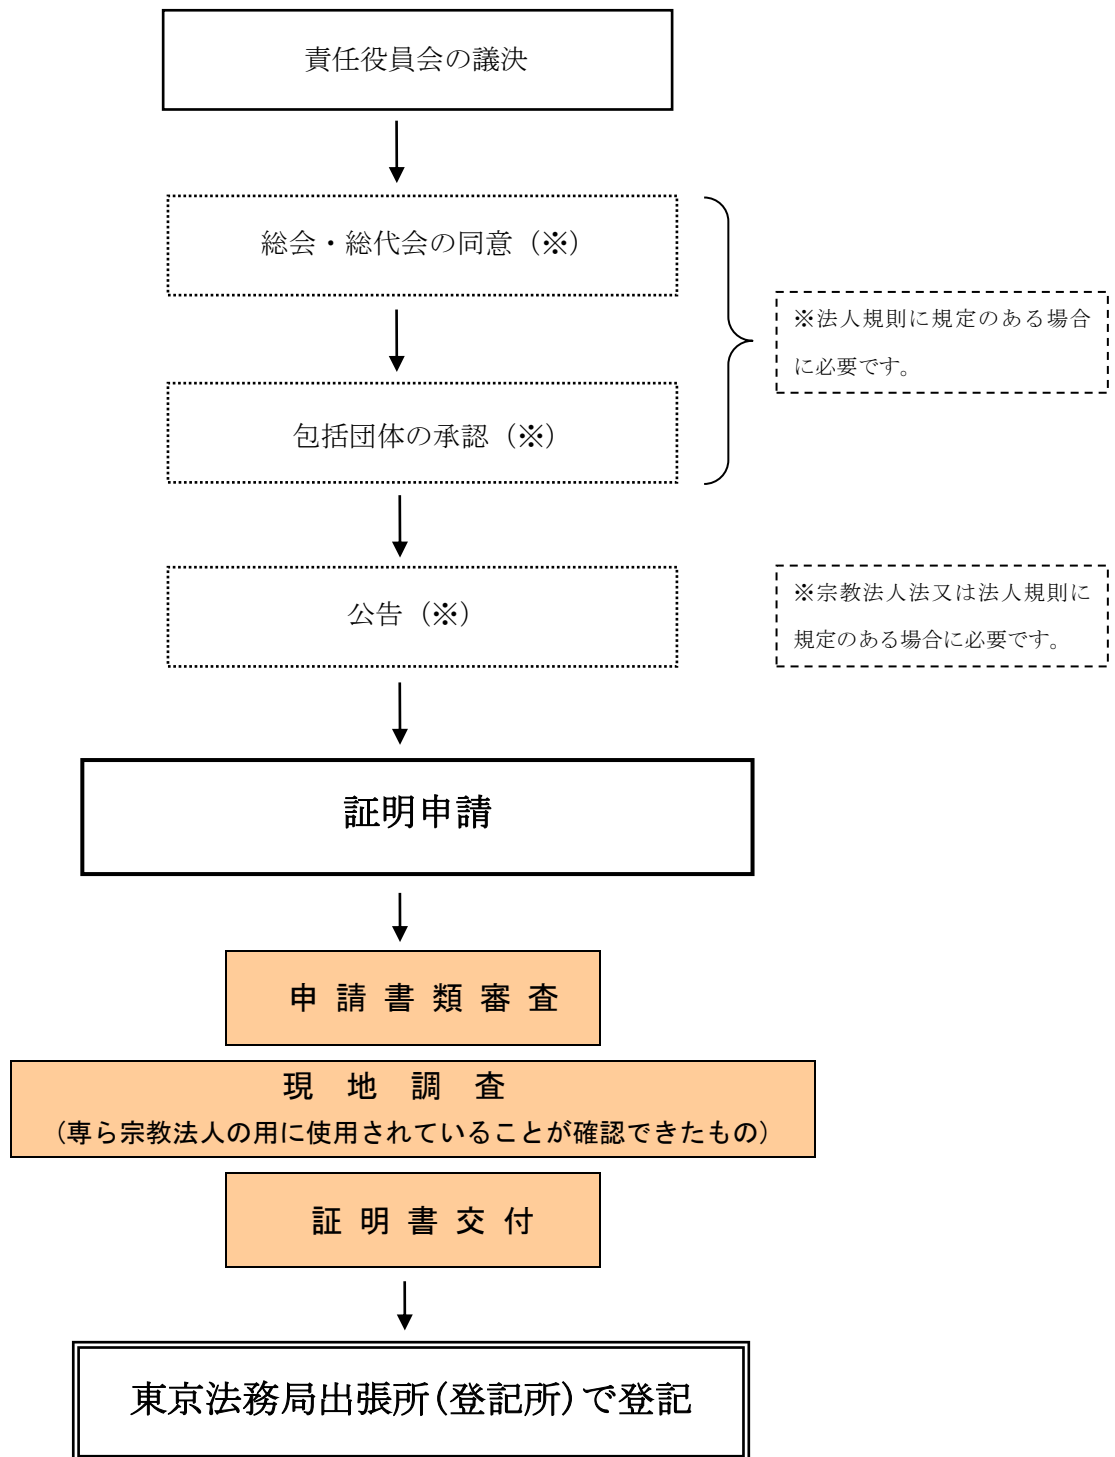 責任役員会の議決
総会・総代会の同意（※）
※法人規則に規定のある場合
に必要です。
包括団体の承認（※）
公告（※）
※宗教法人法又は法人規則に
規定のある場合に必要です。
証明申請
申請書類審査
現地調査
（専ら宗教法人の用に使用されていることが確認できたもの）
証明書交付
東京法務局出張所（登記所）で登記